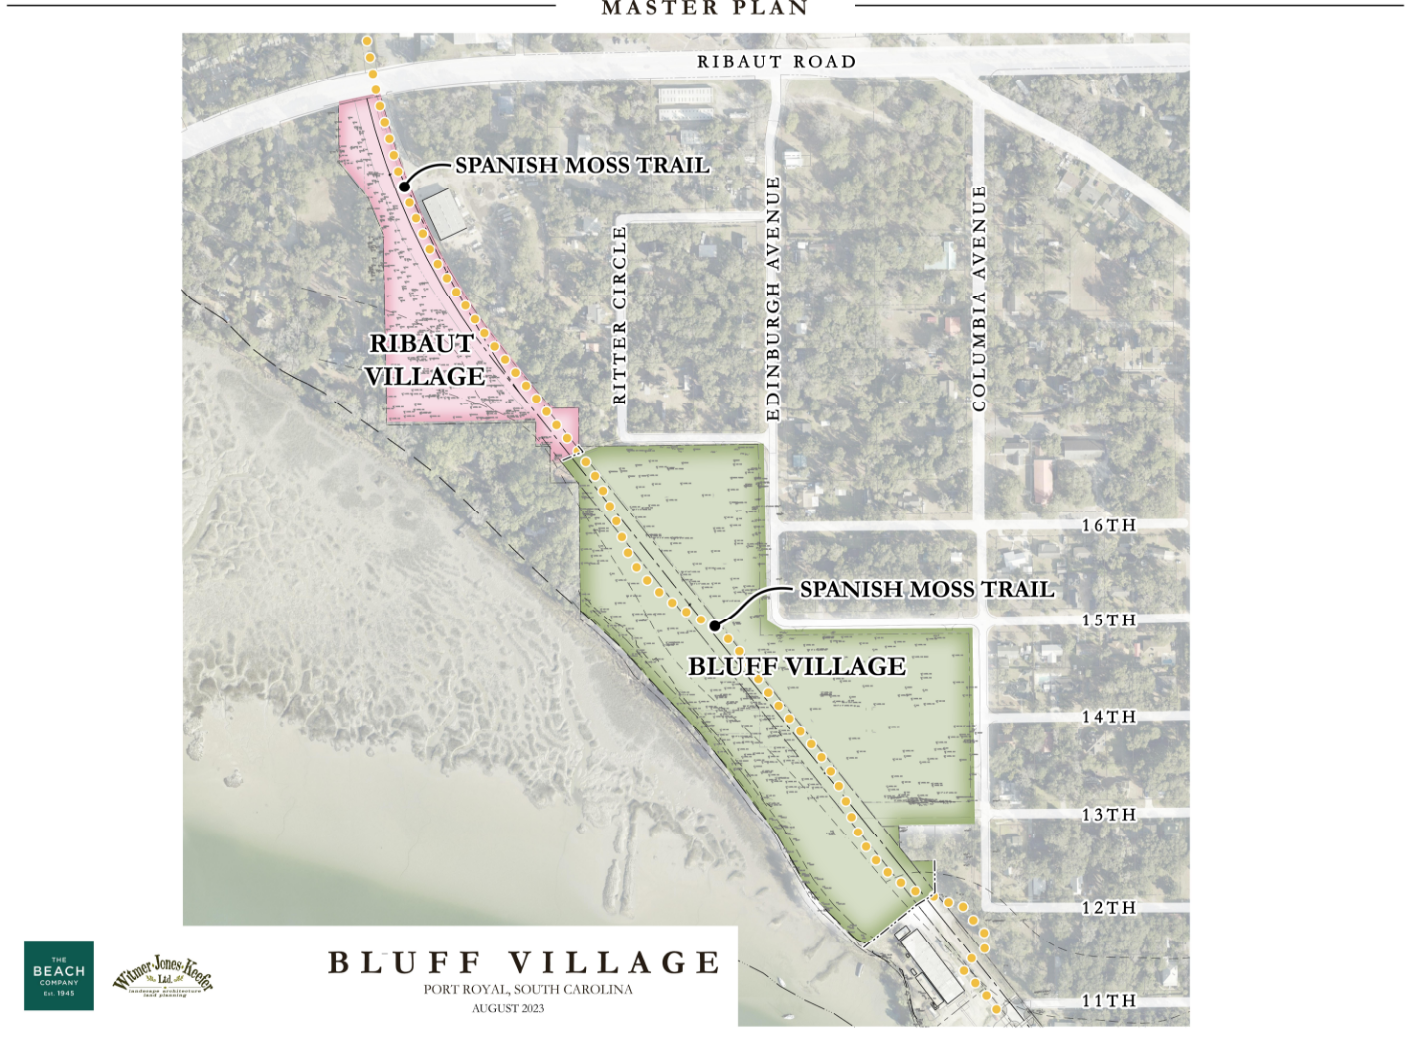 MASTER PLAN
RIBAUT ROAD
SPANISH MOSS TRAIL
RITTER CIRCLE
EDINBURGH AVENUE
COLUMBIA AVENUE
RIBAUT
VILLAGE
16TH
SPANISH MOSS TRAIL
15TH
BLUFF VILLAGE
14TH
13TH
12TH
11TH
THE
BEACH
COMPANY
Est. 1945
Witmer-Jones-Keefer
Ltd.
landscape architecture
land planning
BLUFF VILLAGE
PORT ROYAL, SOUTH CAROLINA
AUGUST 2023